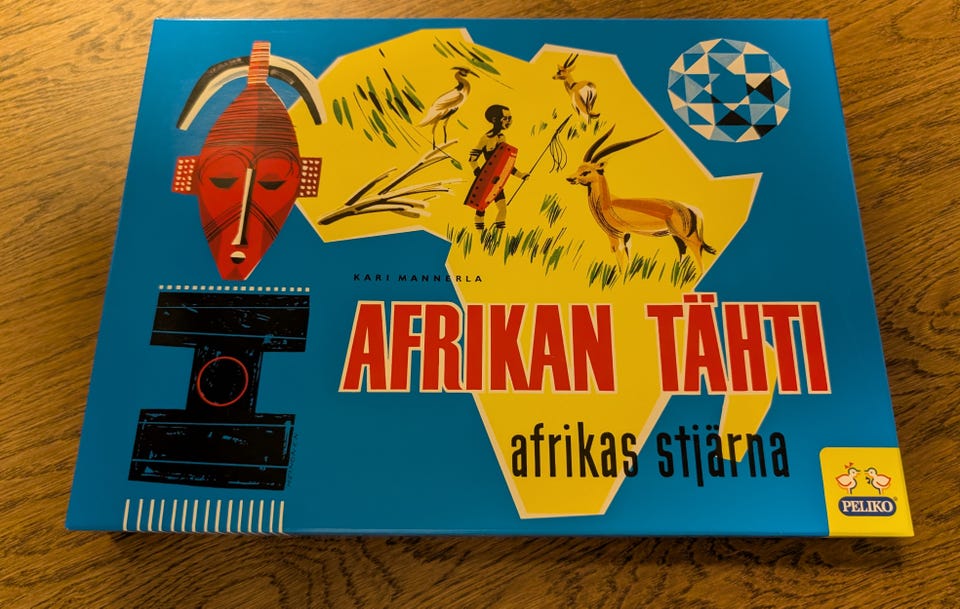 KARI MANNERLA
AFRIKAN TÄHTI
afrikas stjärna
PELIKO